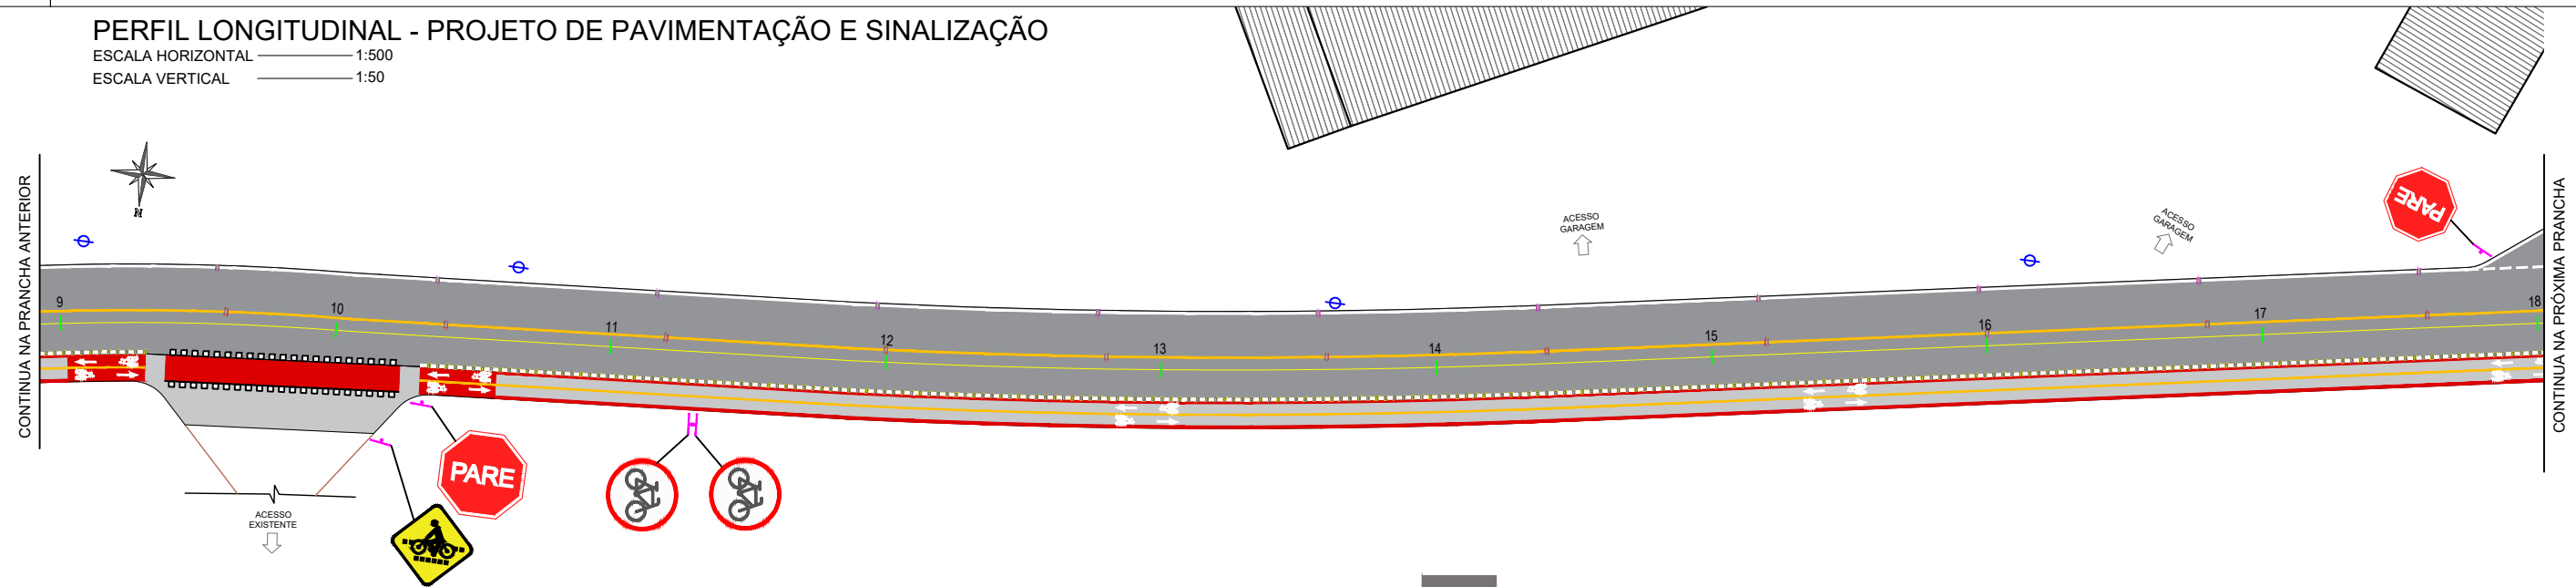 PERFIL LONGITUDINAL - PROJETO DE PAVIMENTAÇÃO E SINALIZAÇÃO
ESCALA HORIZONTAL 1:500
ESCALA VERTICAL 1:50
CONTINUA NA PRANCHA ANTERIOR
N
ACESSO
GARAGEM
ACESSO
GARAGEM
PARE
CONTINUA NA PRÓXIMA PRANCHA
9
10
11
12
13
14
15
16
17
18
PARE
ACESSO
EXISTENTE